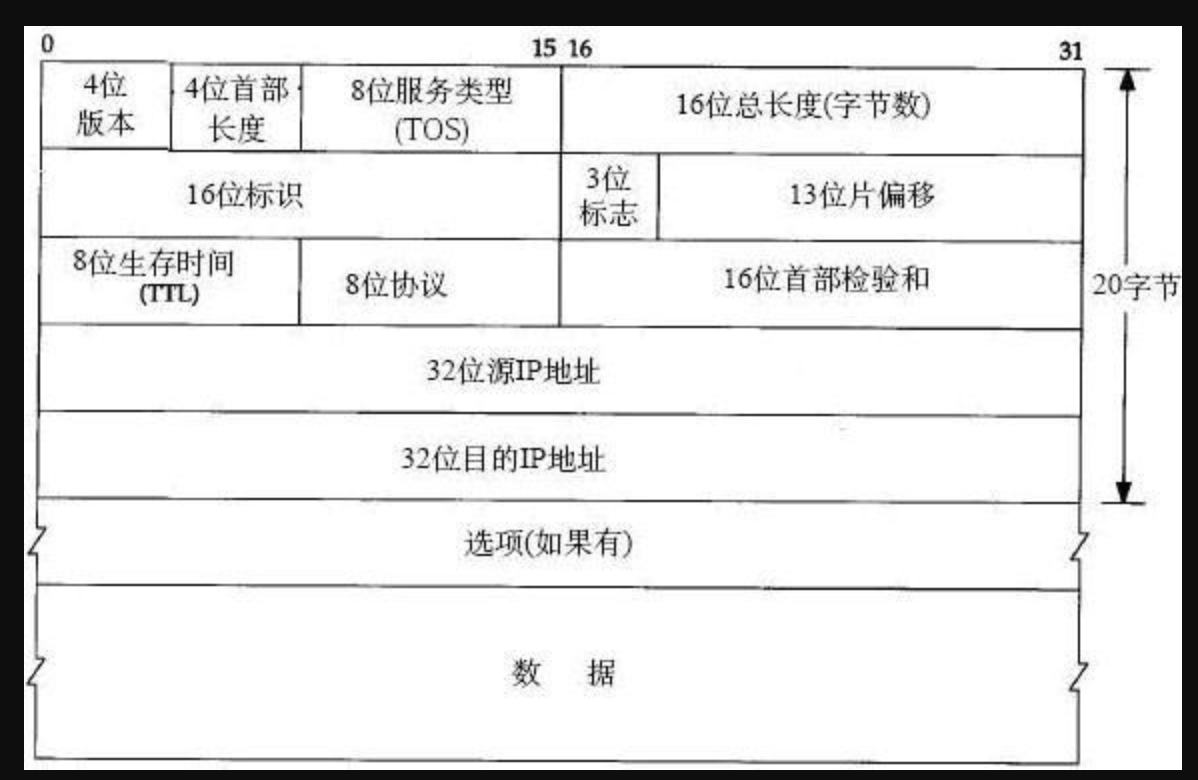 0 15 16 31
4位
版本
4位首部
长度
8位服务类型
(TOS)
16位总长度(字节数)
16位标识
3位
标志
13位片偏移
8位生存时间
(TTL)
8位协议
16位首部检验和
20字节
32位源IP地址
32位目的IP地址
选项(如果有)
数 据